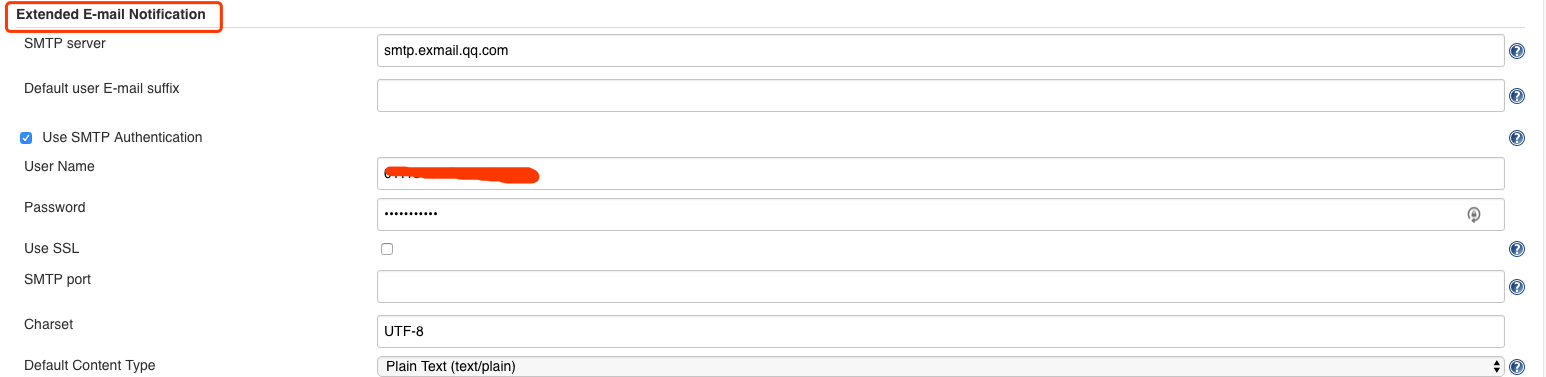 Extended E-mail Notification
SMTP server
smtp.exmail.qq.com
Default user E-mail suffix
Use SMTP Authentication
User Name
Password
•••••••••••
Use SSL
SMTP port
Charset
UTF-8
Default Content Type
Plain Text (text/plain)